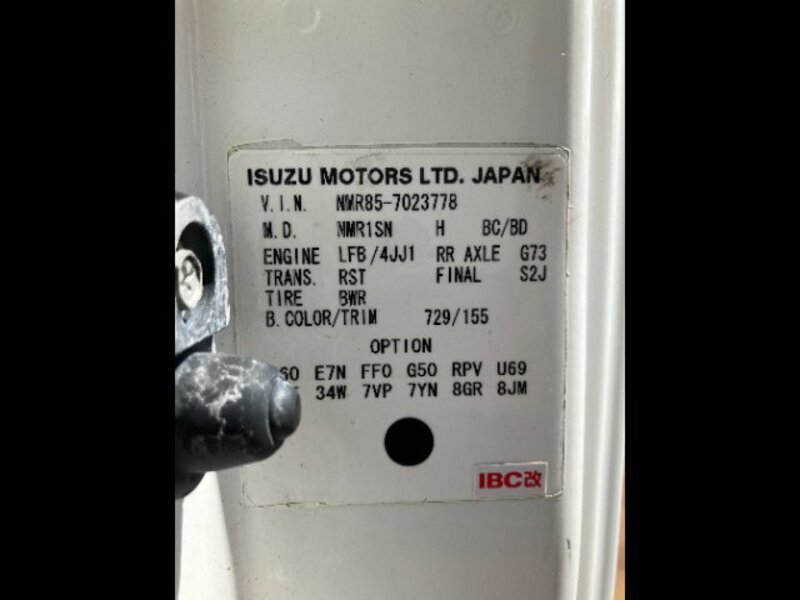 ISUZU MOTORS LTD. JAPAN
V.I.N. NMR85-7023778
M.D. NMR1SN H BC/BD
ENGINE LFB/4JJ1 RR AXLE G73
TRANS. RST FINAL S2J
TIRE BWR
B.COLOR/TRIM 729/155
OPTION
E7N FF0 G50 RPV U69
34W 7VP 7YN 8GR 8JM
IBC改